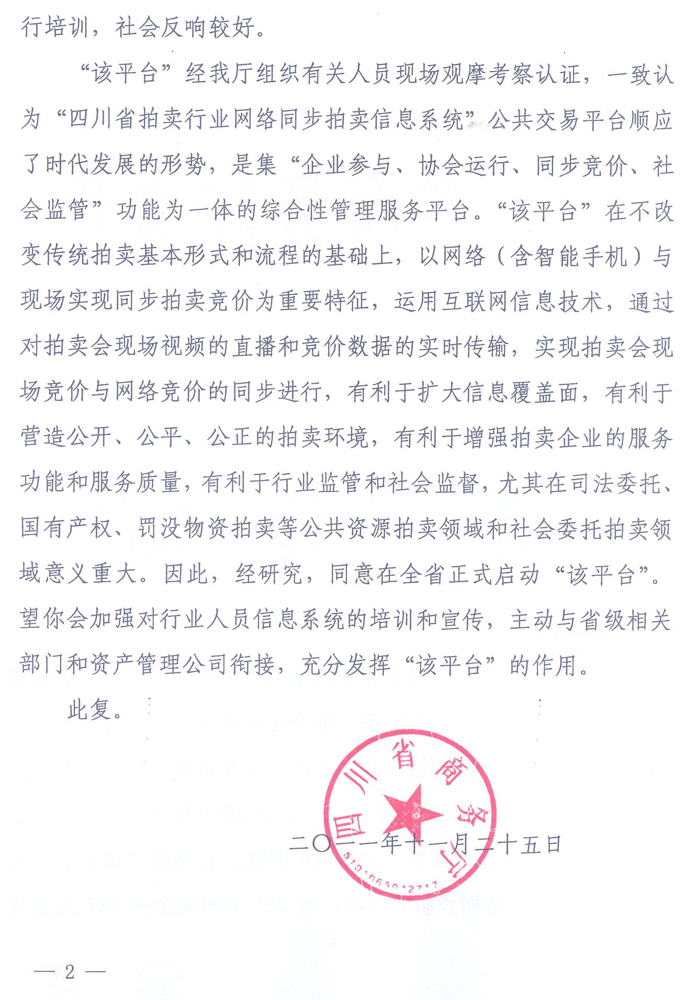 行培训，社会反响较好。
“该平台”经我厅组织有关人员现场观摩考察认证，一致认
为“四川省拍卖行业网络同步拍卖信息系统”公共交易平台顺应
了时代发展的形势，是集“企业参与、协会运行、同步竞价、社
会监管”功能为一体的综合性管理服务平台。“该平台”在不改
变传统拍卖基本形式和流程的基础上，以网络（含智能手机）与
现场实现同步拍卖竞价为重要特征，运用互联网信息技术，通过
对拍卖会现场视频的直播和竞价数据的实时传输，实现拍卖会现
场竞价与网络竞价的同步进行，有利于扩大信息覆盖面，有利于
营造公开、公平、公正的拍卖环境，有利于增强拍卖企业的服务
功能和服务质量，有利于行业监管和社会监督，尤其在司法委托、
国有产权、罚没物资拍卖等公共资源拍卖领域和社会委托拍卖领
域意义重大。因此，经研究，同意在全省正式启动“该平台”。
望你会加强对行业人员信息系统的培训和宣传，主动与省级相关
部门和资产管理公司衔接，充分发挥“该平台”的作用。
此复。
四川省商务厅
二〇一一年十一月二十五日
5101065042717
— 2 —